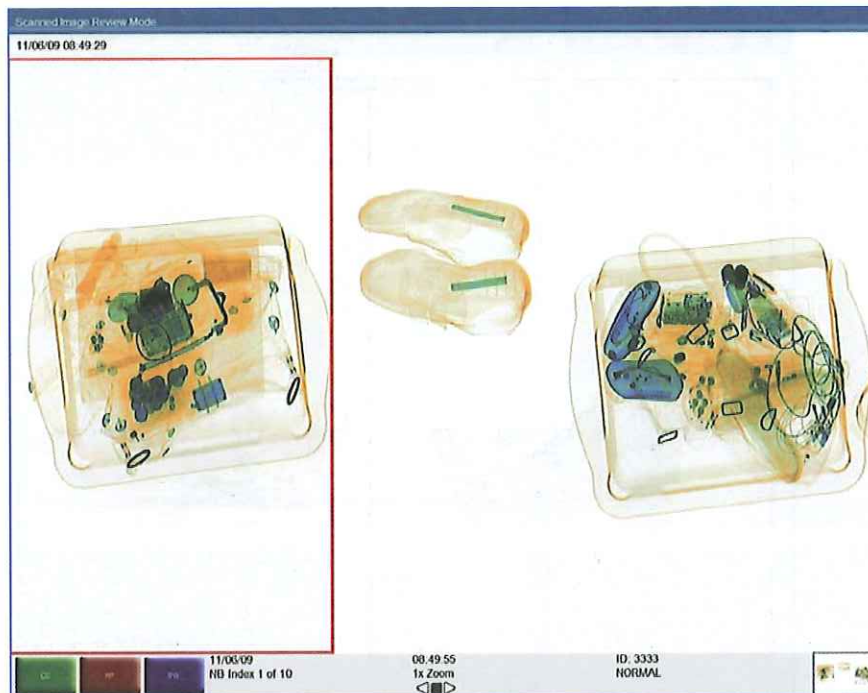 Scanned Image Review Mode
11/06/09 08:49:29
11/06/09
NB Index 1 of 10
08:49:55
1x Zoom
ID: 3333
NORMAL